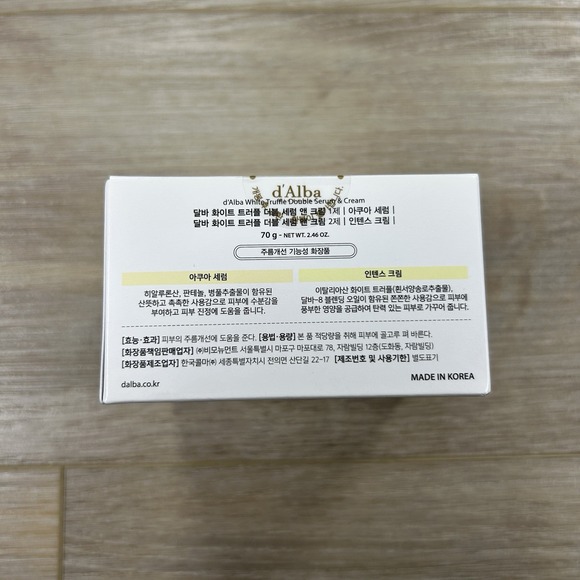 d'Alba
d'Alba White Truffle Double Serum & Cream
달바 화이트 트러플 더블 세럼 앤 크림 1제 | 아쿠아 세럼 |
달바 화이트 트러플 더블 세럼 앤 크림 2제 | 인텐스 크림 |
70 g - NET WT. 2.46 OZ.
주름개선 기능성 화장품
아쿠아 세럼
히알루론산, 판테놀, 병풀추출물이 함유된
산뜻하고 촉촉한 사용감으로 피부에 수분감을
부여하고 피부 진정에 도움을 줍니다.
인텐스 크림
이탈리아산 화이트 트러플(흰서양송로추출물),
달바-8 블렌딩 오일이 함유된 쫀쫀한 사용감으로 피부에
풍부한 영양을 공급하여 탄력 있는 피부로 가꾸어 줍니다.
[효능·효과] 피부의 주름개선에 도움을 준다. [용법·용량] 본 품 적당량을 취해 피부에 골고루 펴 바른다.
[화장품책임판매업자] ㈜비모뉴먼트 서울특별시 마포구 마포대로 78, 자람빌딩 12층(도화동, 자람빌딩)
[화장품제조업자] 한국콜마㈜ 세종특별자치시 전의면 산단길 22-17 [제조번호 및 사용기한] 별도표기
dalba.co.kr
MADE IN KOREA